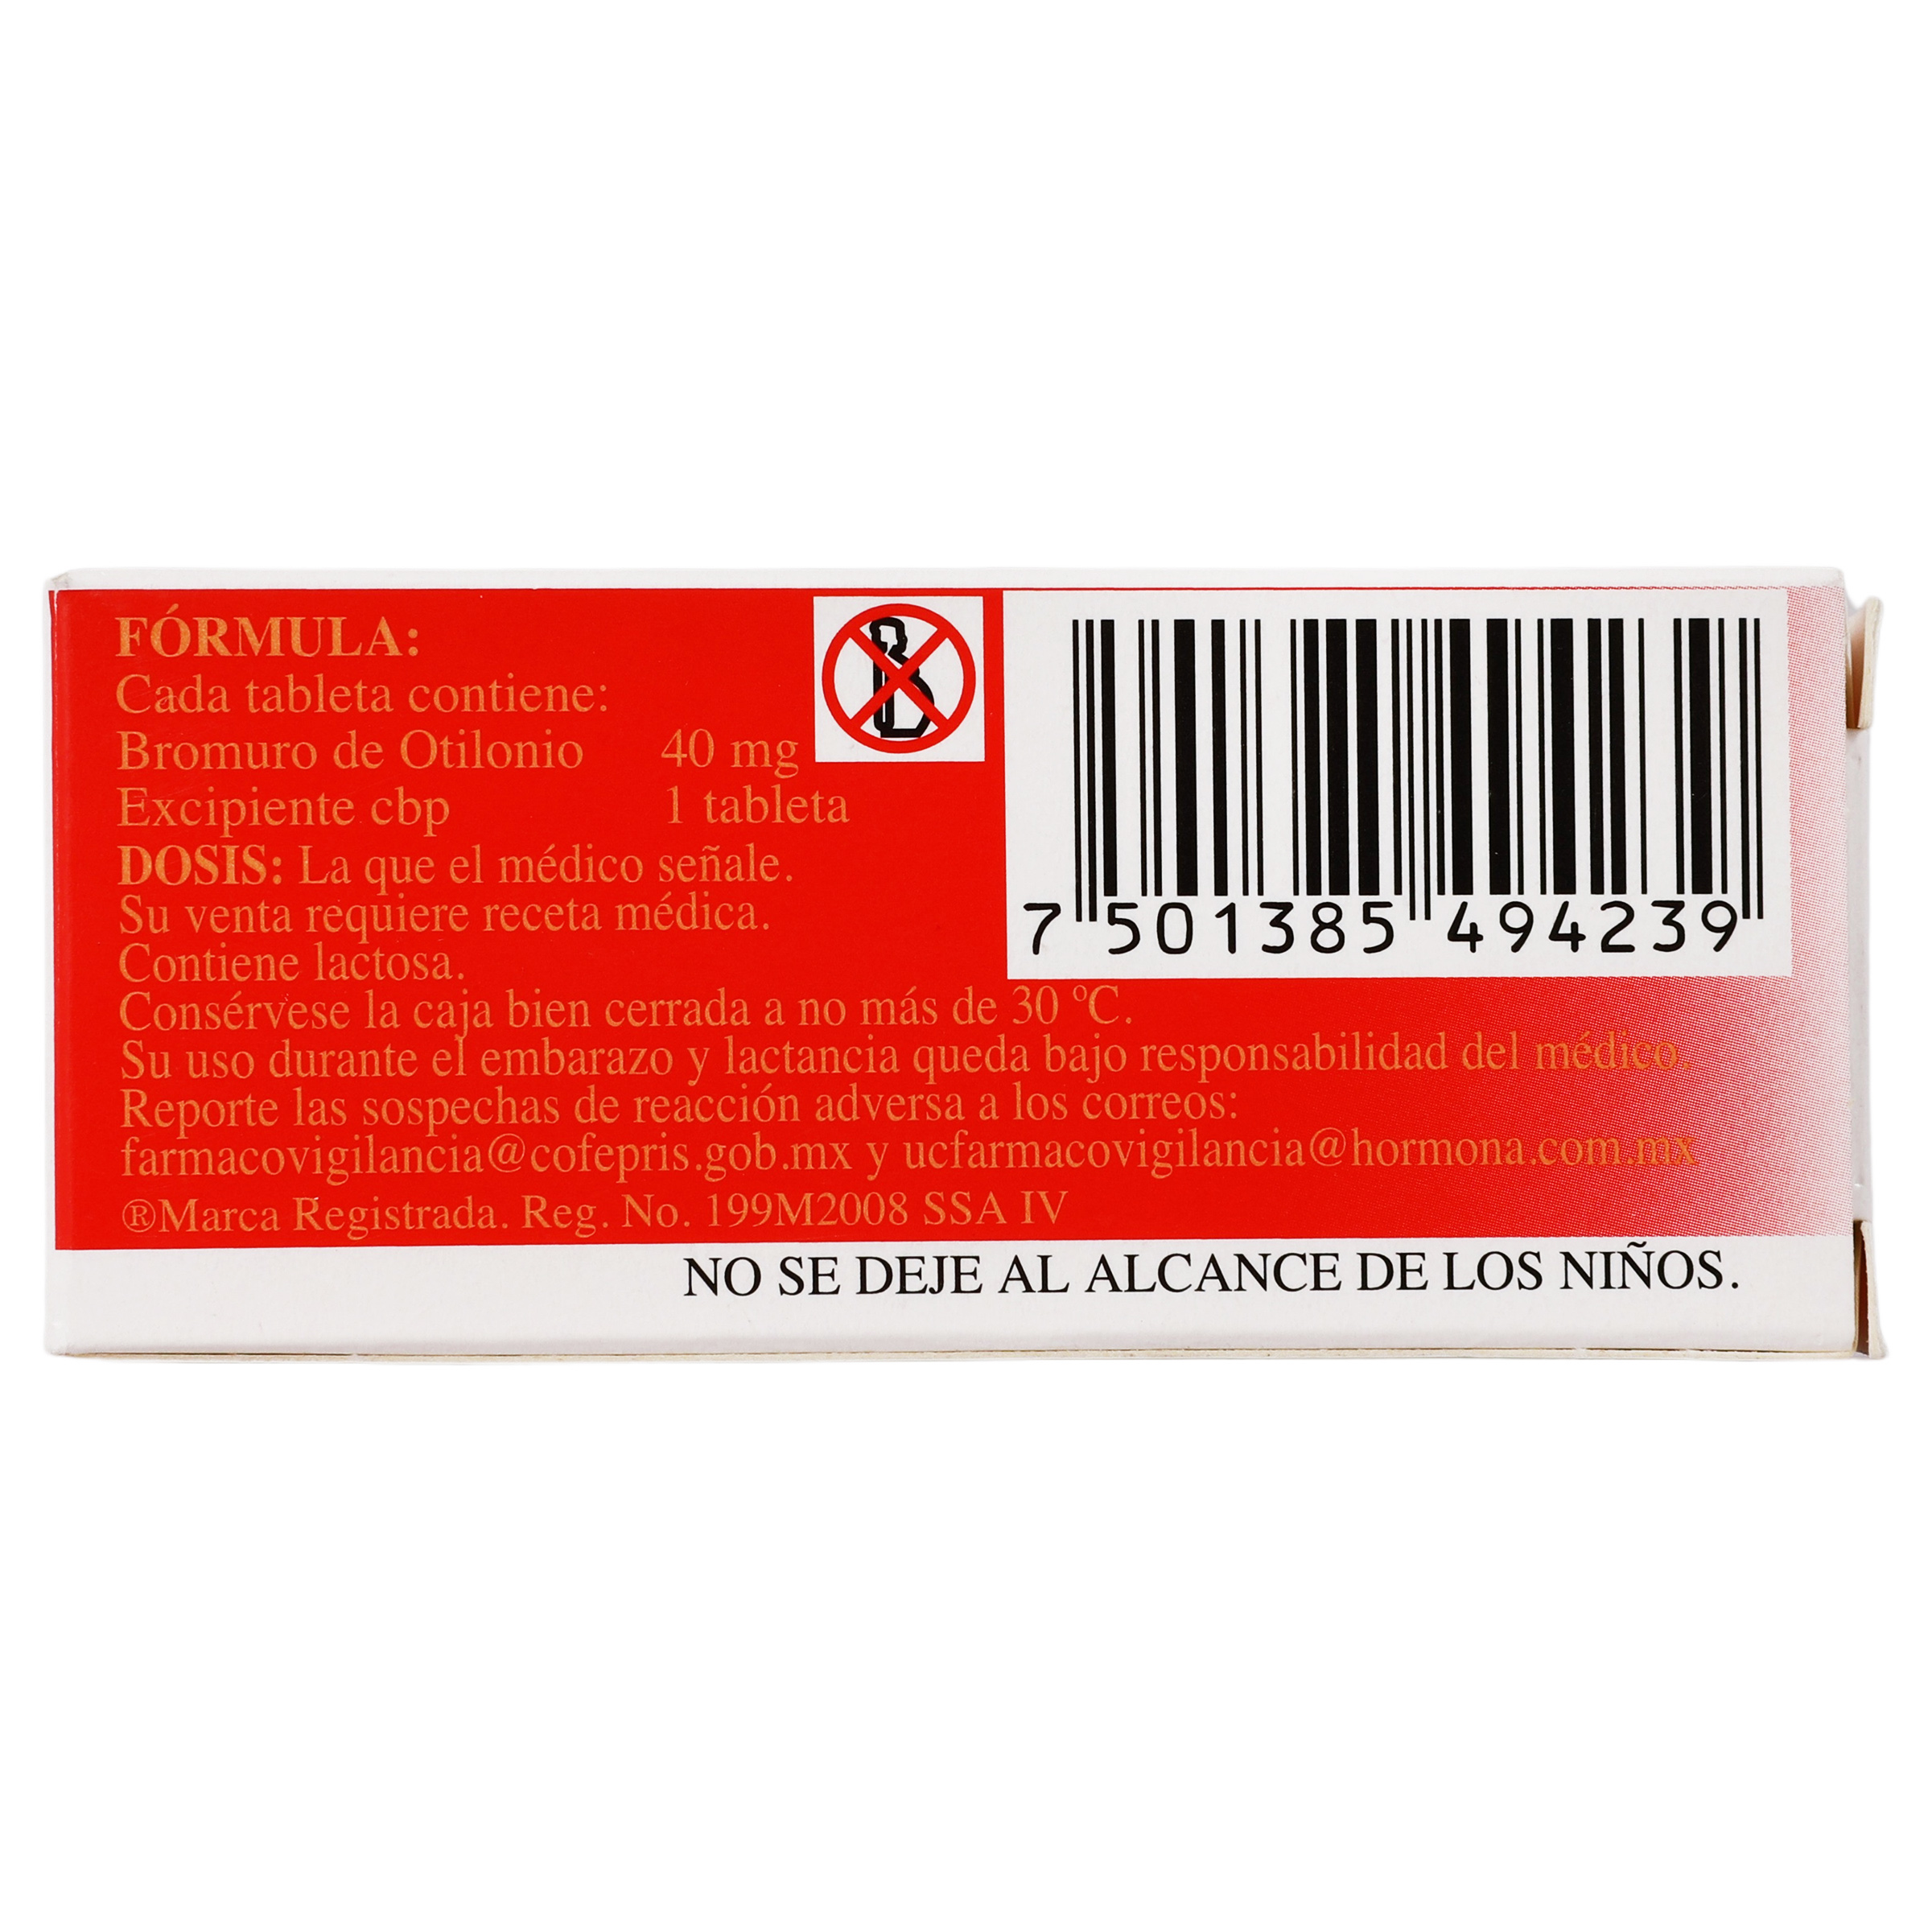 FÓRMULA:
Cada tableta contiene:
Bromuro de Otilonio 40 mg
Excipiente cbp 1 tableta
DOSIS: La que el médico señale.
Su venta requiere receta médica.
Contiene lactosa.
Consérvese la caja bien cerrada a no más de 30 ºC.
Su uso durante el embarazo y lactancia queda bajo responsabilidad del médico.
Reporte las sospechas de reacción adversa a los correos:
farmacovigilancia@cofepris.gob.mx y ucfarmacovigilancia@hormona.com.mx
®Marca Registrada. Reg. No. 199M2008 SSA IV
7 501385 494239
NO SE DEJE AL ALCANCE DE LOS NIÑOS.